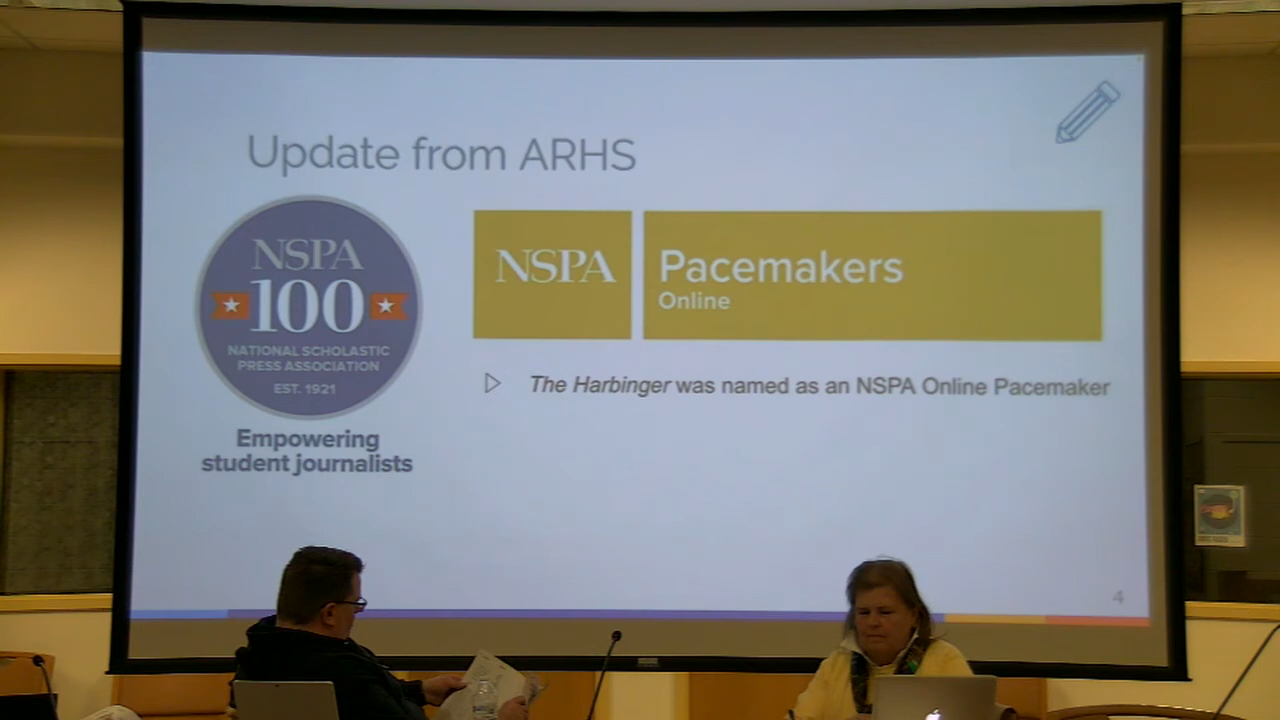 Update from ARHS
NSPA
100
NATIONAL SCHOLASTIC
PRESS ASSOCIATION
EST. 1921
Empowering
student journalists
NSPA
Pacemakers
Online
The Harbinger was named as an NSPA Online Pacemaker
4